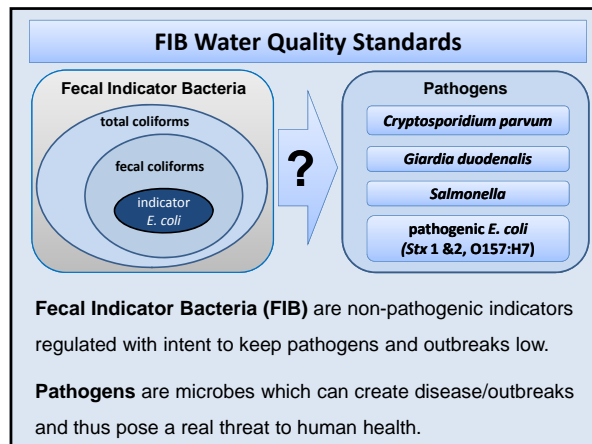 FIB Water Quality Standards
Fecal Indicator Bacteria
total coliforms
fecal coliforms
indicator
E. coli
?
Pathogens
Cryptosporidium parvum
Giardia duodenalis
Salmonella
pathogenic E. coli
(Stx 1 &2, O157:H7)
Fecal Indicator Bacteria (FIB) are non-pathogenic indicators
regulated with intent to keep pathogens and outbreaks low.
Pathogens are microbes which can create disease/outbreaks
and thus pose a real threat to human health.